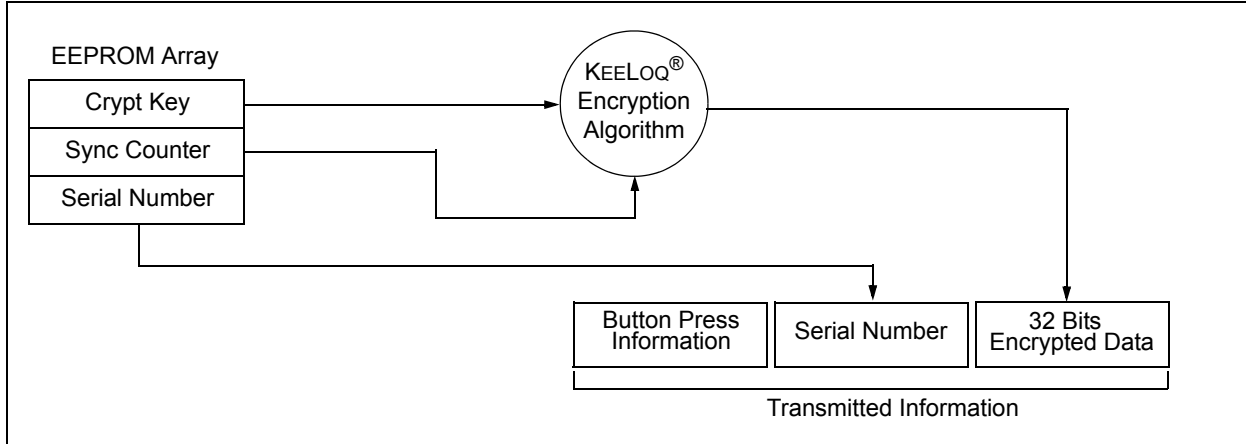 EEPROM Array
Crypt Key
Sync Counter
Serial Number
KEELOQ®
Encryption
Algorithm
Button Press
Information
Serial Number
32 Bits
Encrypted Data
Transmitted Information